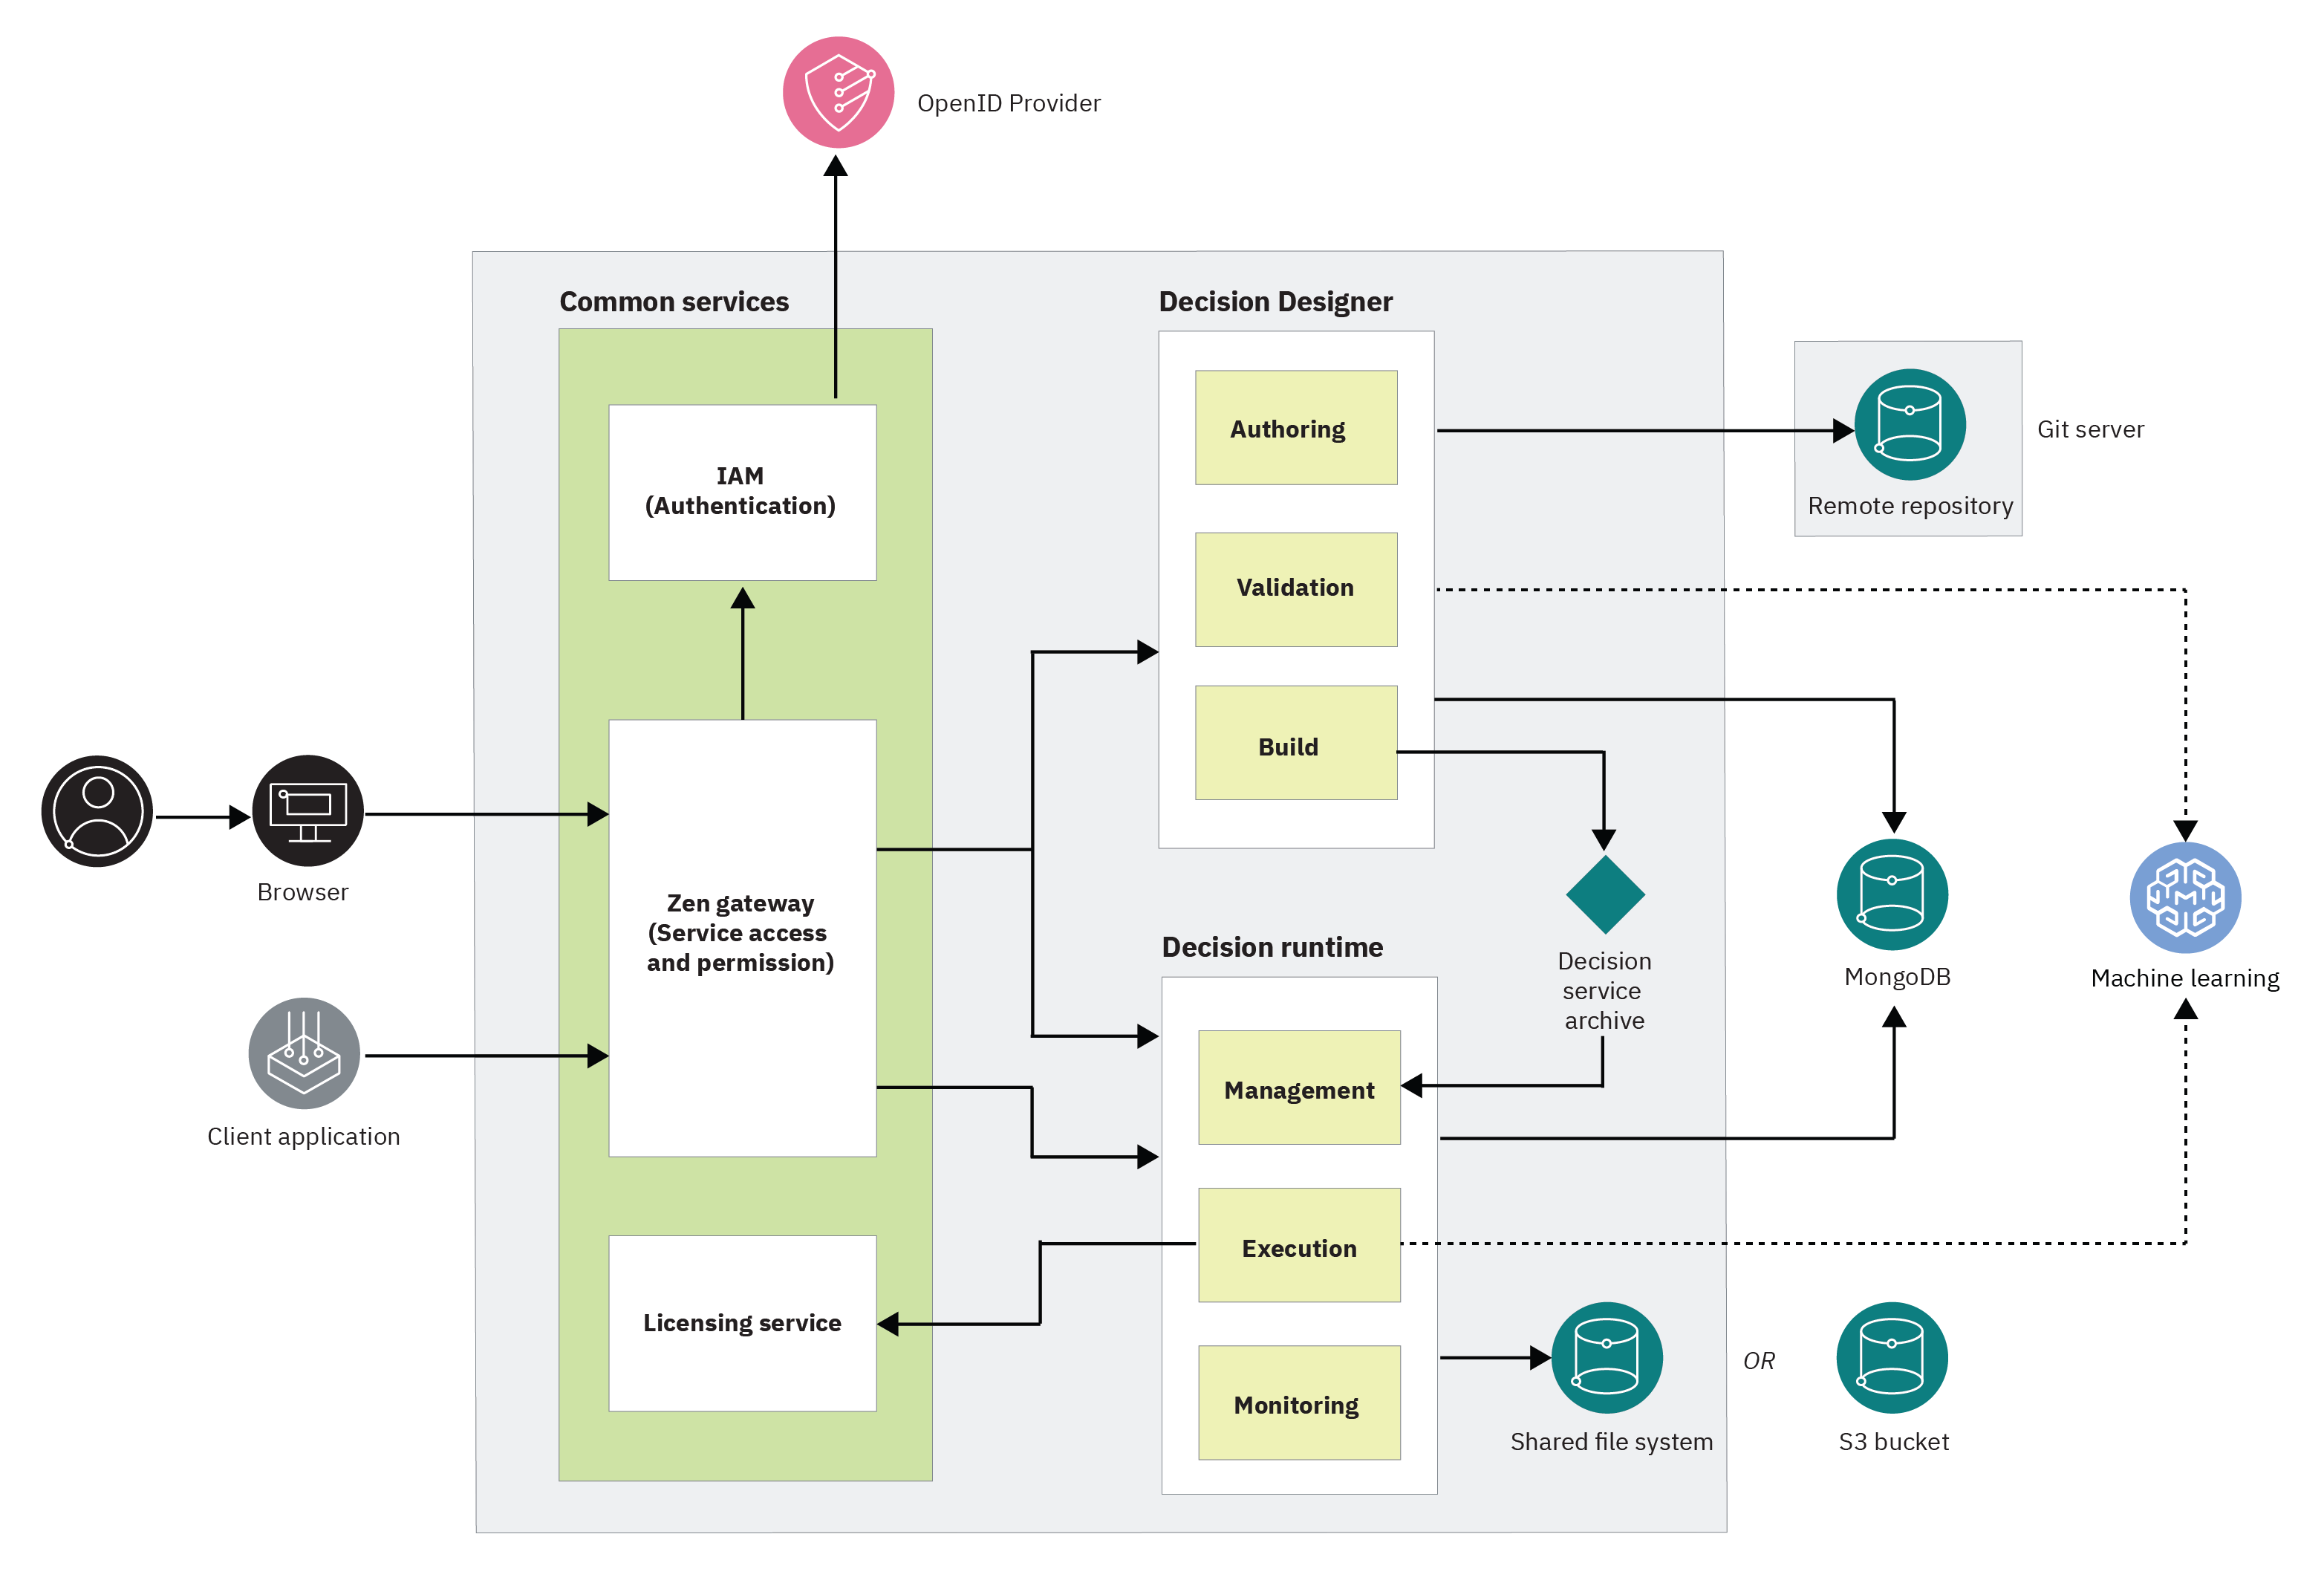 OpenID Provider
Common services
Decision Designer
IAM
(Authentication)
Authoring
Validation
Build
Git server
Remote repository
Browser
Client application
Zen gateway
(Service access
and permission)
Licensing service
Decision
service
archive
MongoDB
Machine learning
Decision runtime
Management
Execution
Monitoring
Shared file system
OR
S3 bucket